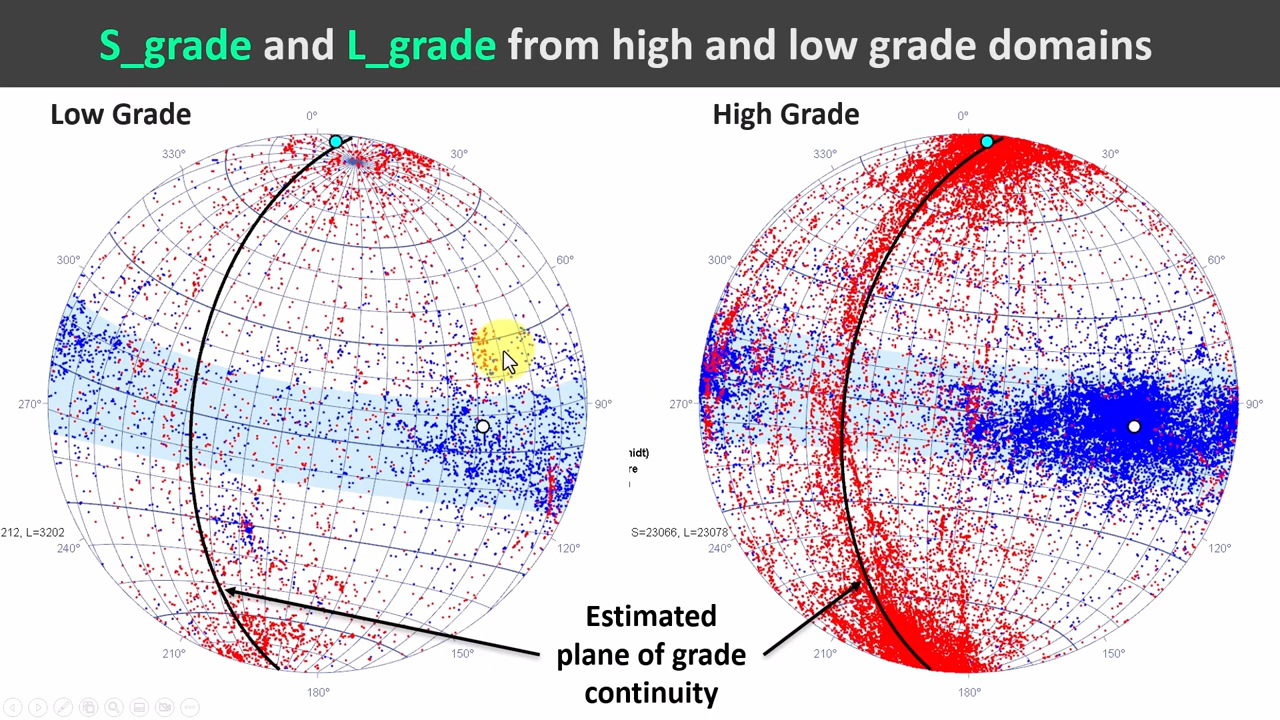 S_grade and L_grade from high and low grade domains
Low Grade
High Grade
0°
30°
60°
90°
120°
150°
180°
210°
240°
270°
300°
330°
212, L=3202
0°
30°
60°
90°
120°
150°
180°
210°
240°
270°
300°
330°
midt)
re
S=23066, L=23078
Estimated
plane of grade
continuity